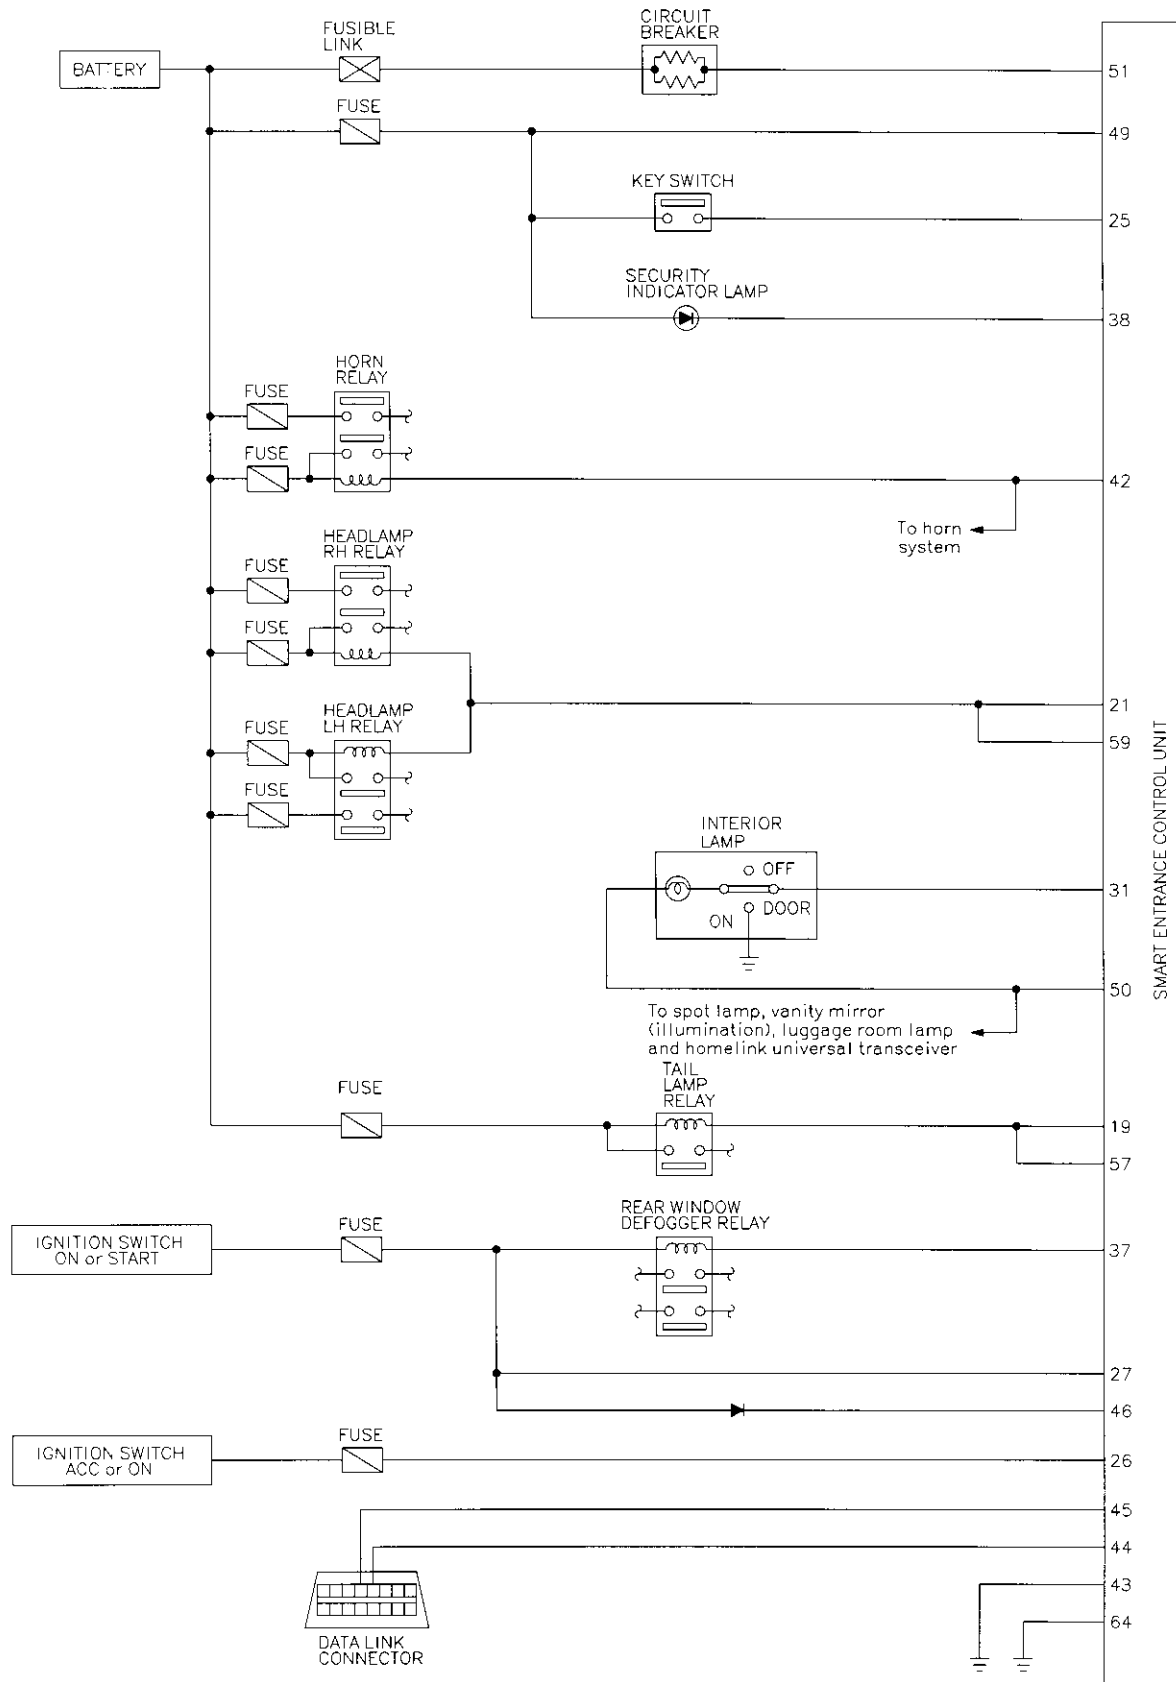 CIRCUIT
BREAKER
FUSIBLE
LINK
BATTERY
51
FUSE
49
KEY SWITCH
25
SECURITY
INDICATOR LAMP
38
HORN
RELAY
FUSE
FUSE
42
To horn
system
HEADLAMP
RH RELAY
FUSE
FUSE
21
HEADLAMP
LH RELAY
FUSE
59
FUSE
SMART ENTRANCE CONTROL UNIT
INTERIOR
LAMP
OFF
31
DOOR
ON
50
To spot lamp, vanity mirror
(illumination), luggage room lamp
and homelink universal transceiver
TAIL
LAMP
RELAY
FUSE
19
57
REAR WINDOW
DEFOGGER RELAY
FUSE
IGNITION SWITCH
ON or START
37
27
46
FUSE
IGNITION SWITCH
ACC or ON
26
45
44
43
64
DATA LINK
CONNECTOR